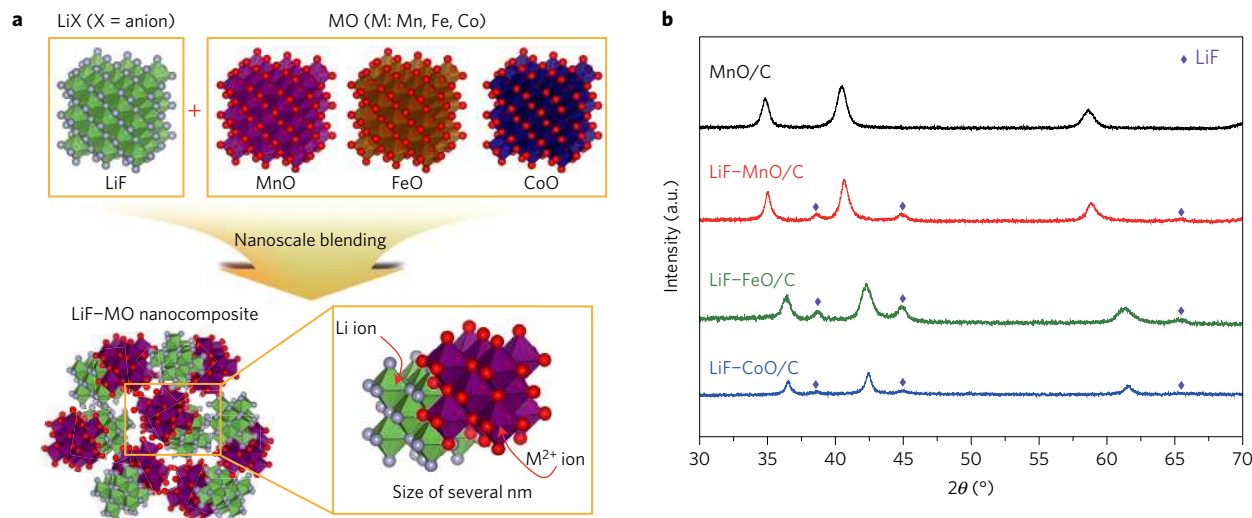 a
LiX (X = anion)
MO (M: Mn, Fe, Co)
+
LiF
MnO
FeO
CoO
Nanoscale blending
LiF–MO nanocomposite
Li ion
M²⁺ ion
Size of several nm
b
♦ LiF
MnO/C
LiF–MnO/C
LiF–FeO/C
LiF–CoO/C
Intensity (a.u.)
30 35 40 45 50 55 60 65 70
2θ (°)